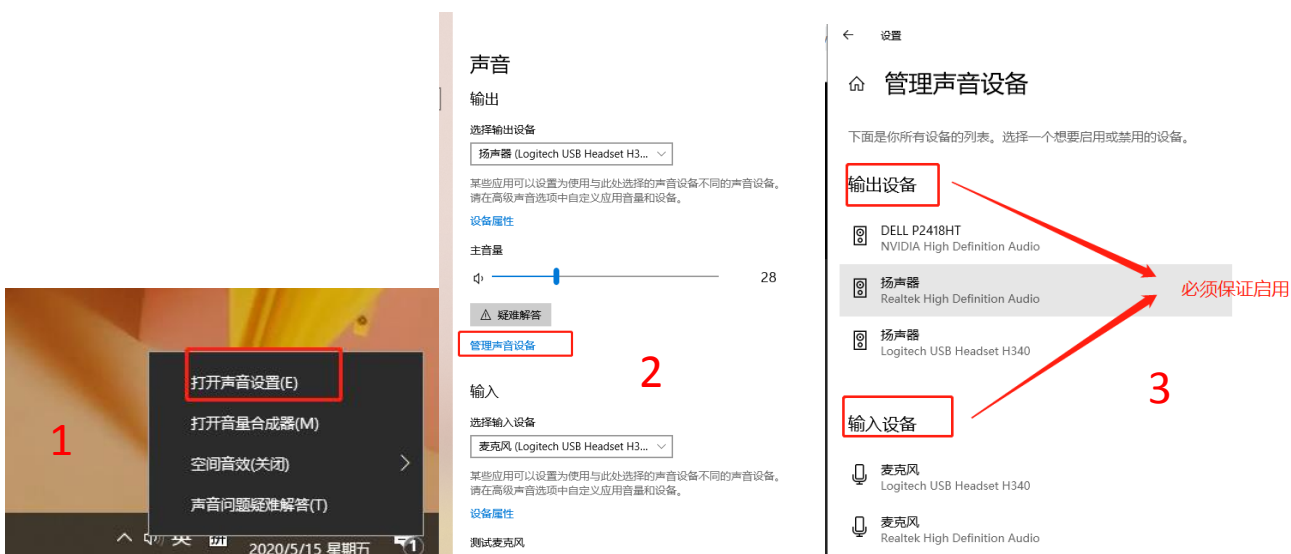 打开声音设置(E)
打开音量合成器(M)
空间音效(关闭)
声音问题疑难解答(T)
1
英
拼
2020/5/15 星期五
1
声音
输出
选择输出设备
扬声器 (Logitech USB Headset H3...
某些应用可以设置为使用与此处选择的声音设备不同的声音设备。
请在高级声音选项中自定义应用音量和设备。
设备属性
主音量
28
疑难解答
管理声音设备
2
输入
选择输入设备
麦克风 (Logitech USB Headset H3...
某些应用可以设置为使用与此处选择的声音设备不同的声音设备。
请在高级声音选项中自定义应用音量和设备。
设备属性
测试麦克风
设置
管理声音设备
下面是你所有设备的列表。选择一个想要启用或禁用的设备。
输出设备
DELL P2418HT
NVIDIA High Definition Audio
扬声器
Realtek High Definition Audio
必须保证启用
扬声器
Logitech USB Headset H340
3
输入设备
麦克风
Logitech USB Headset H340
麦克风
Realtek High Definition Audio